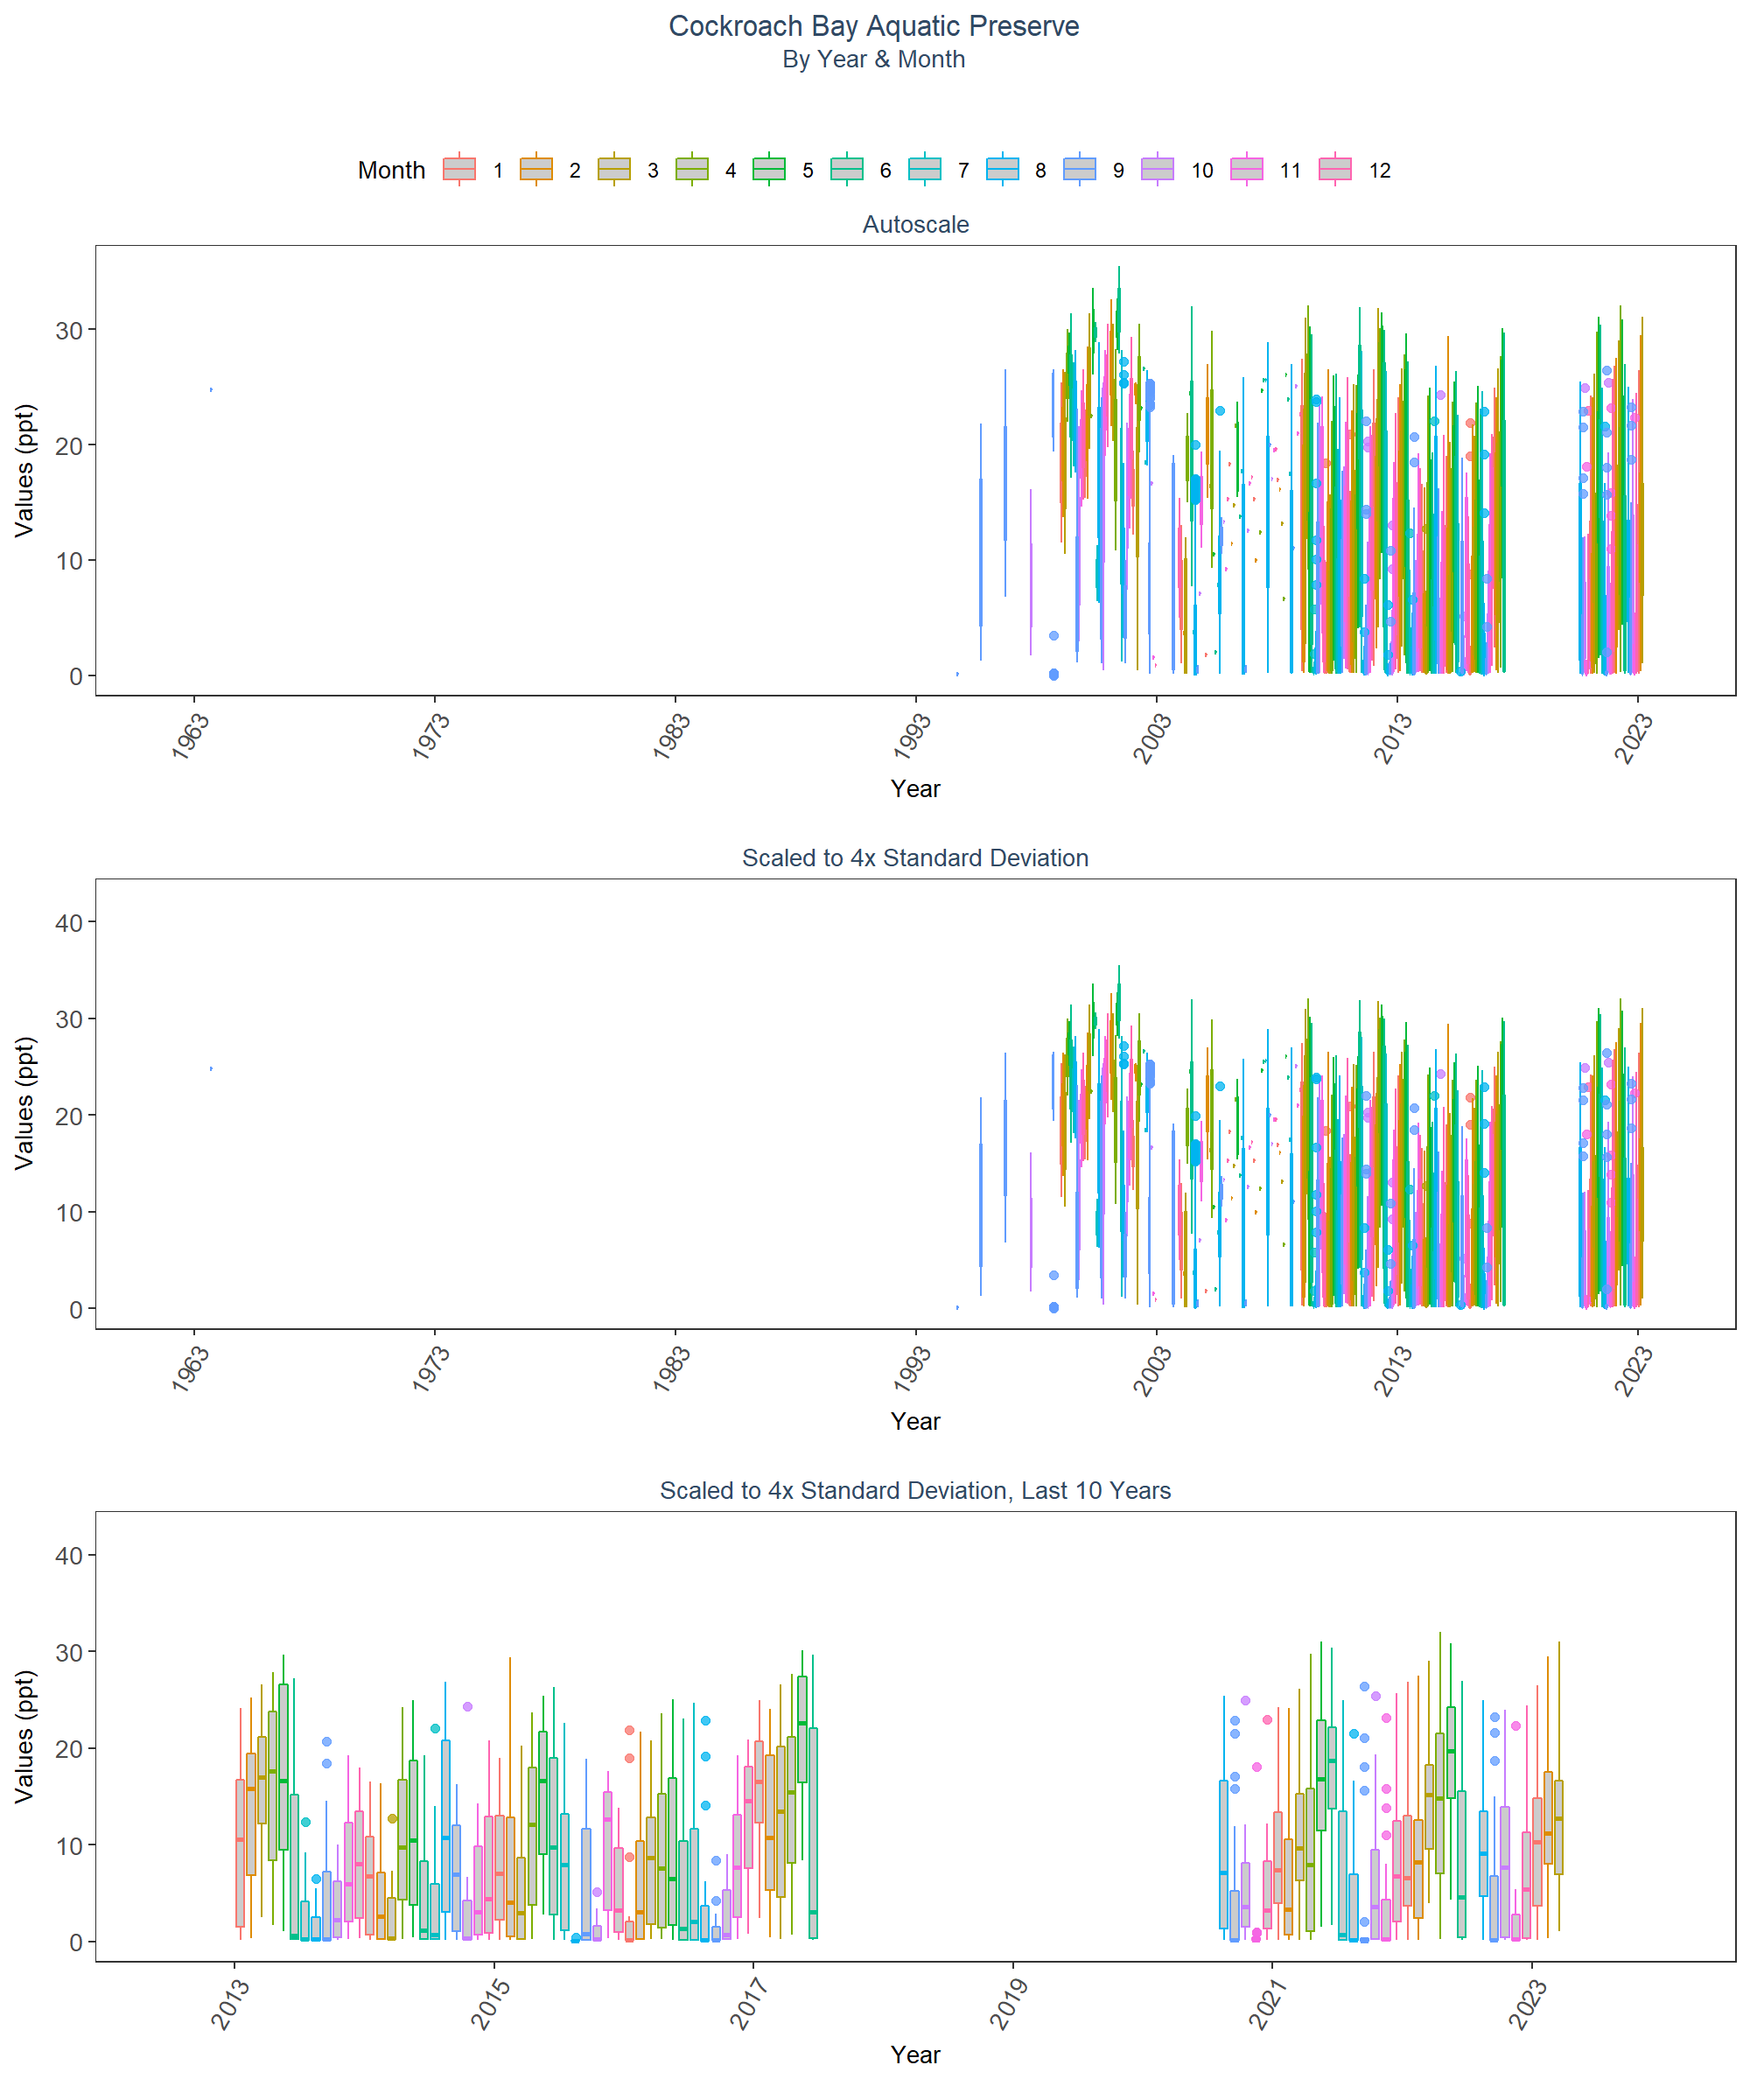 Cockroach Bay Aquatic Preserve
By Year & Month
Month 1 2 3 4 5 6 7 8 9 10 11 12
Autoscale
Values (ppt)
30
20
10
0
1963 1973 1983 1993 2003 2013 2023
Year
Scaled to 4x Standard Deviation
Values (ppt)
40
30
20
10
0
1963 1973 1983 1993 2003 2013 2023
Year
Scaled to 4x Standard Deviation, Last 10 Years
Values (ppt)
40
30
20
10
0
2013 2015 2017 2019 2021 2023
Year